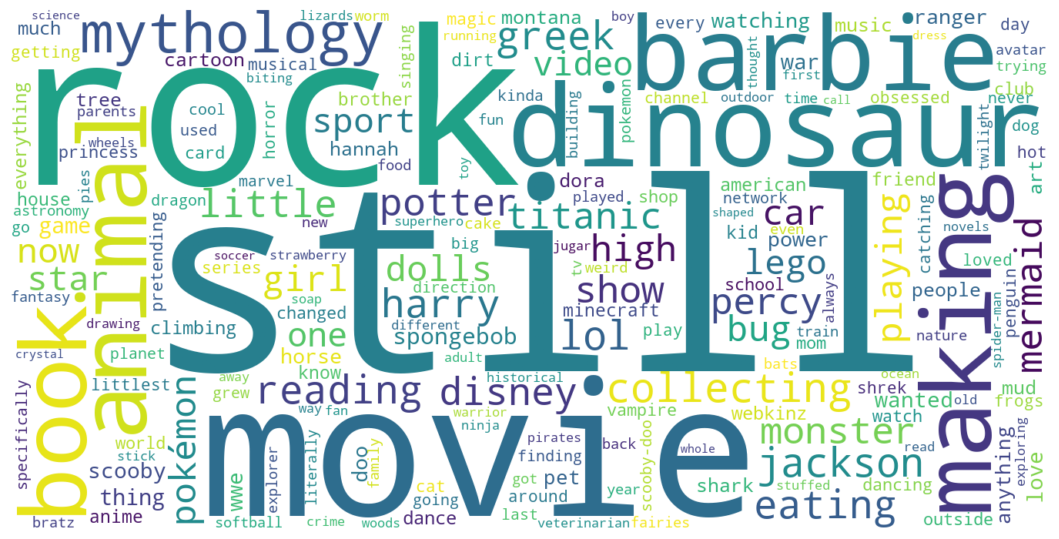 science
lizards
worm
much
mythology
magic
montana
boy
every
watching
music
ranger
day
getting
cartoon
musical
running
greek
dress
avatar
biting
singing
dirt
video
barbie
war
thought
first
trying
rock
tree
parents
cool
horror
brother
kinda
channel
outdoor
time
call
obsessed
club
never
everything
used
wheels
card
sport
fun
building
pokemon
dinosaur
twilight
dog
hot
princess
hannah
food
toy
animal
pies
marvel
dora
played
shop
american
friend
art
house
dragon
little
potter
titanic
network
car
astronomy
new
superhero
cake
shaped
even
making
catching
novels
go
game
pretending
series
soccer
strawberry
big
jugar
high
kid
power
playing
loved
mermaid
now
still
girl
dolls
tv
weird
lego
people
star
soap
direction
show
school
always
penguin
fantasy
changed
harry
minecraft
percy
spider-man
book
drawing
climbing
one
different
spongebob
lol
play
bug
train
mom
nature
crystal
planet
horse
adult
bats
ocean
littlest
away
know
historical
shrek
mud
specifically
pokémon
grew
reading
disney
collecting
wanted
old
frogs
way
fan
warrior
vampire
webkinz
watch
world
movie
ninja
monster
read
stick
wwe
explorer
literally
doo
family
pirates
back
scooby-doo
whole
dancing
anything
exploring
love
scooby
finding
jackson
thing
cat
got
around
pet
shark
stuffed
anime
going
year
eating
outside
bratz
softball
crime
woods
dance
last
veterinarian
fairies